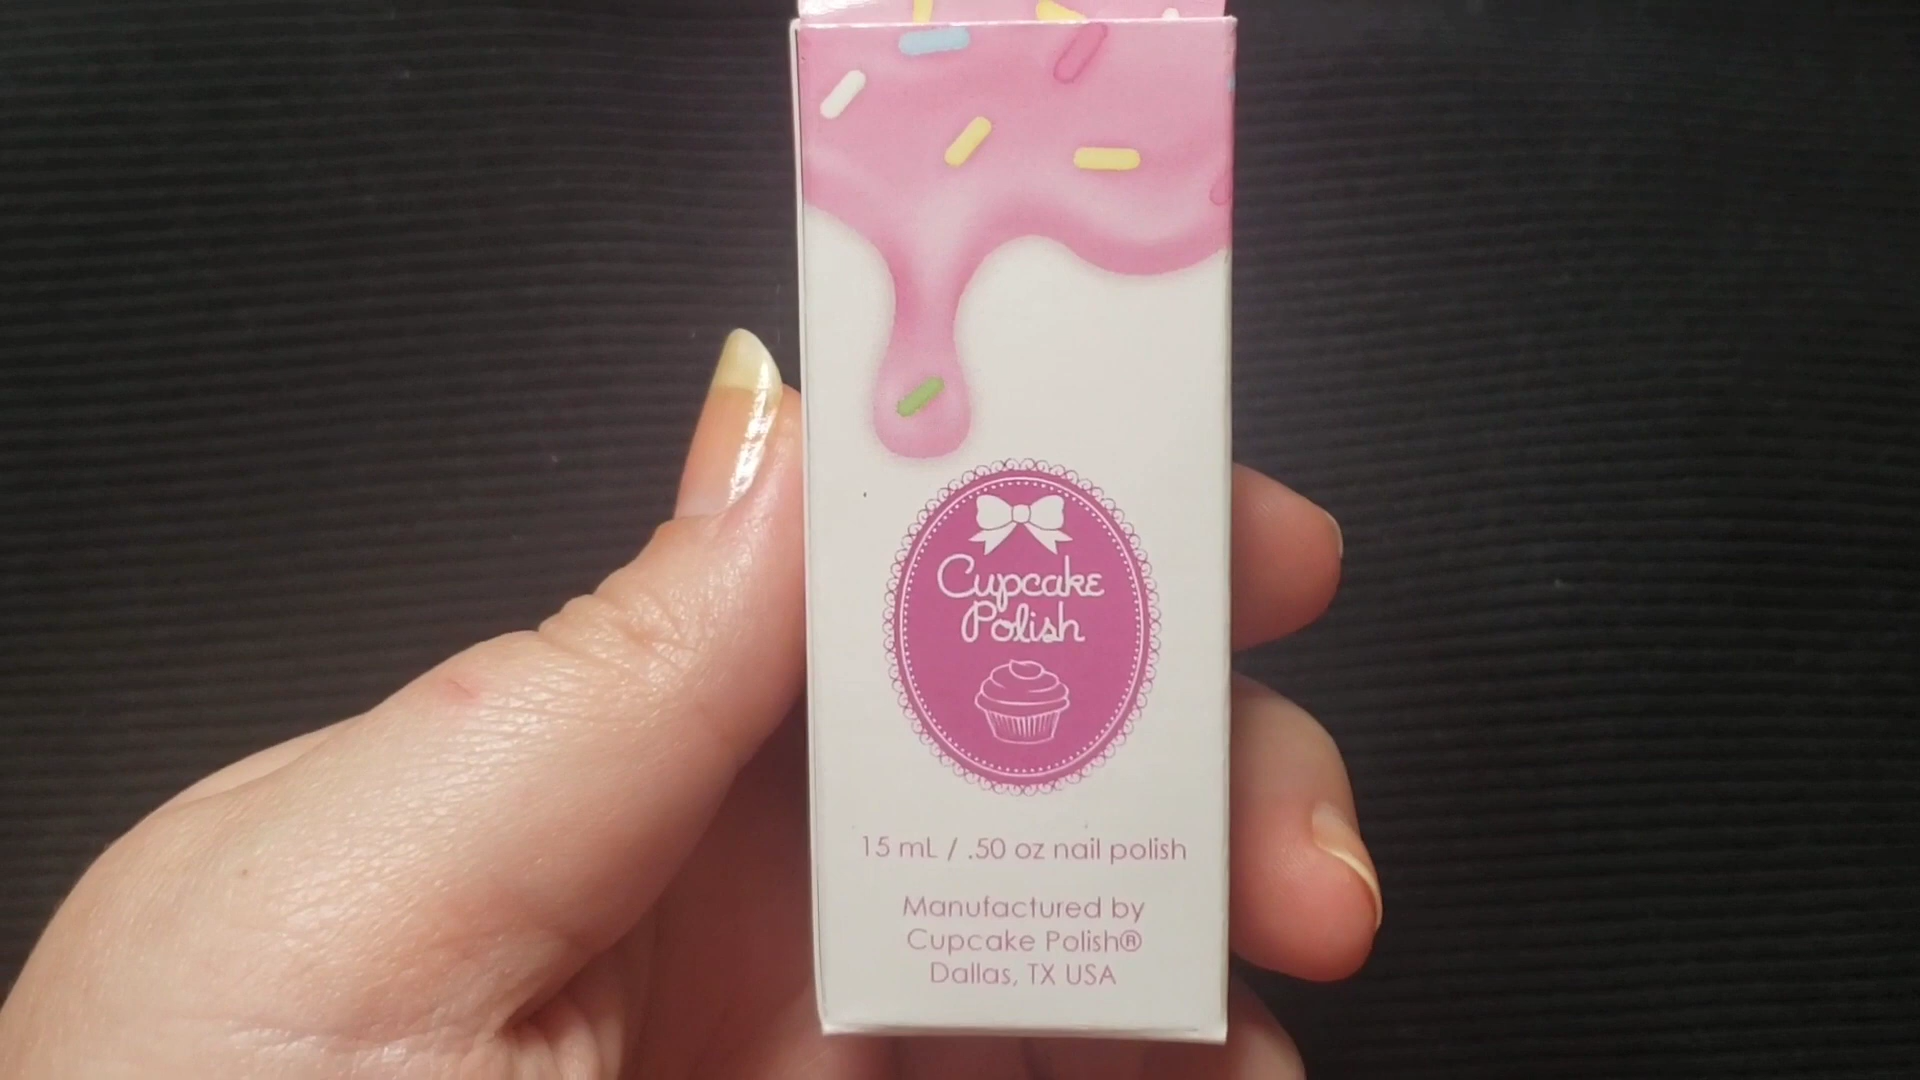 Cupcake
Polish
15 mL / .50 oz nail polish
Manufactured by
Cupcake Polish®
Dallas, TX USA